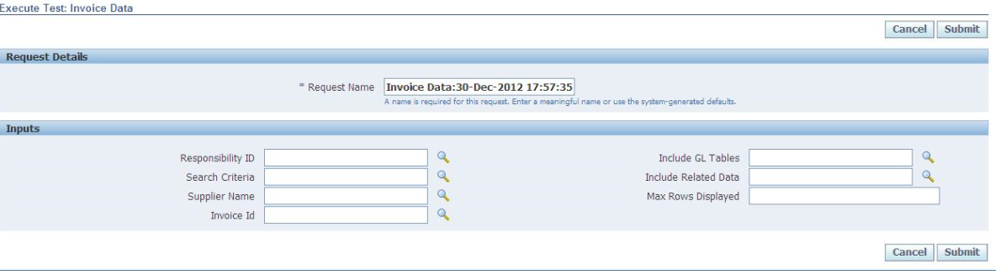 Execute Test: Invoice Data
Cancel Submit
Request Details
* Request Name Invoice Data:30-Dec-2012 17:57:35
A name is required for this request. Enter a meaningful name or use the system-generated defaults.
Inputs
Responsibility ID Include GL Tables
Search Criteria Include Related Data
Supplier Name Max Rows Displayed
Invoice Id
Cancel Submit